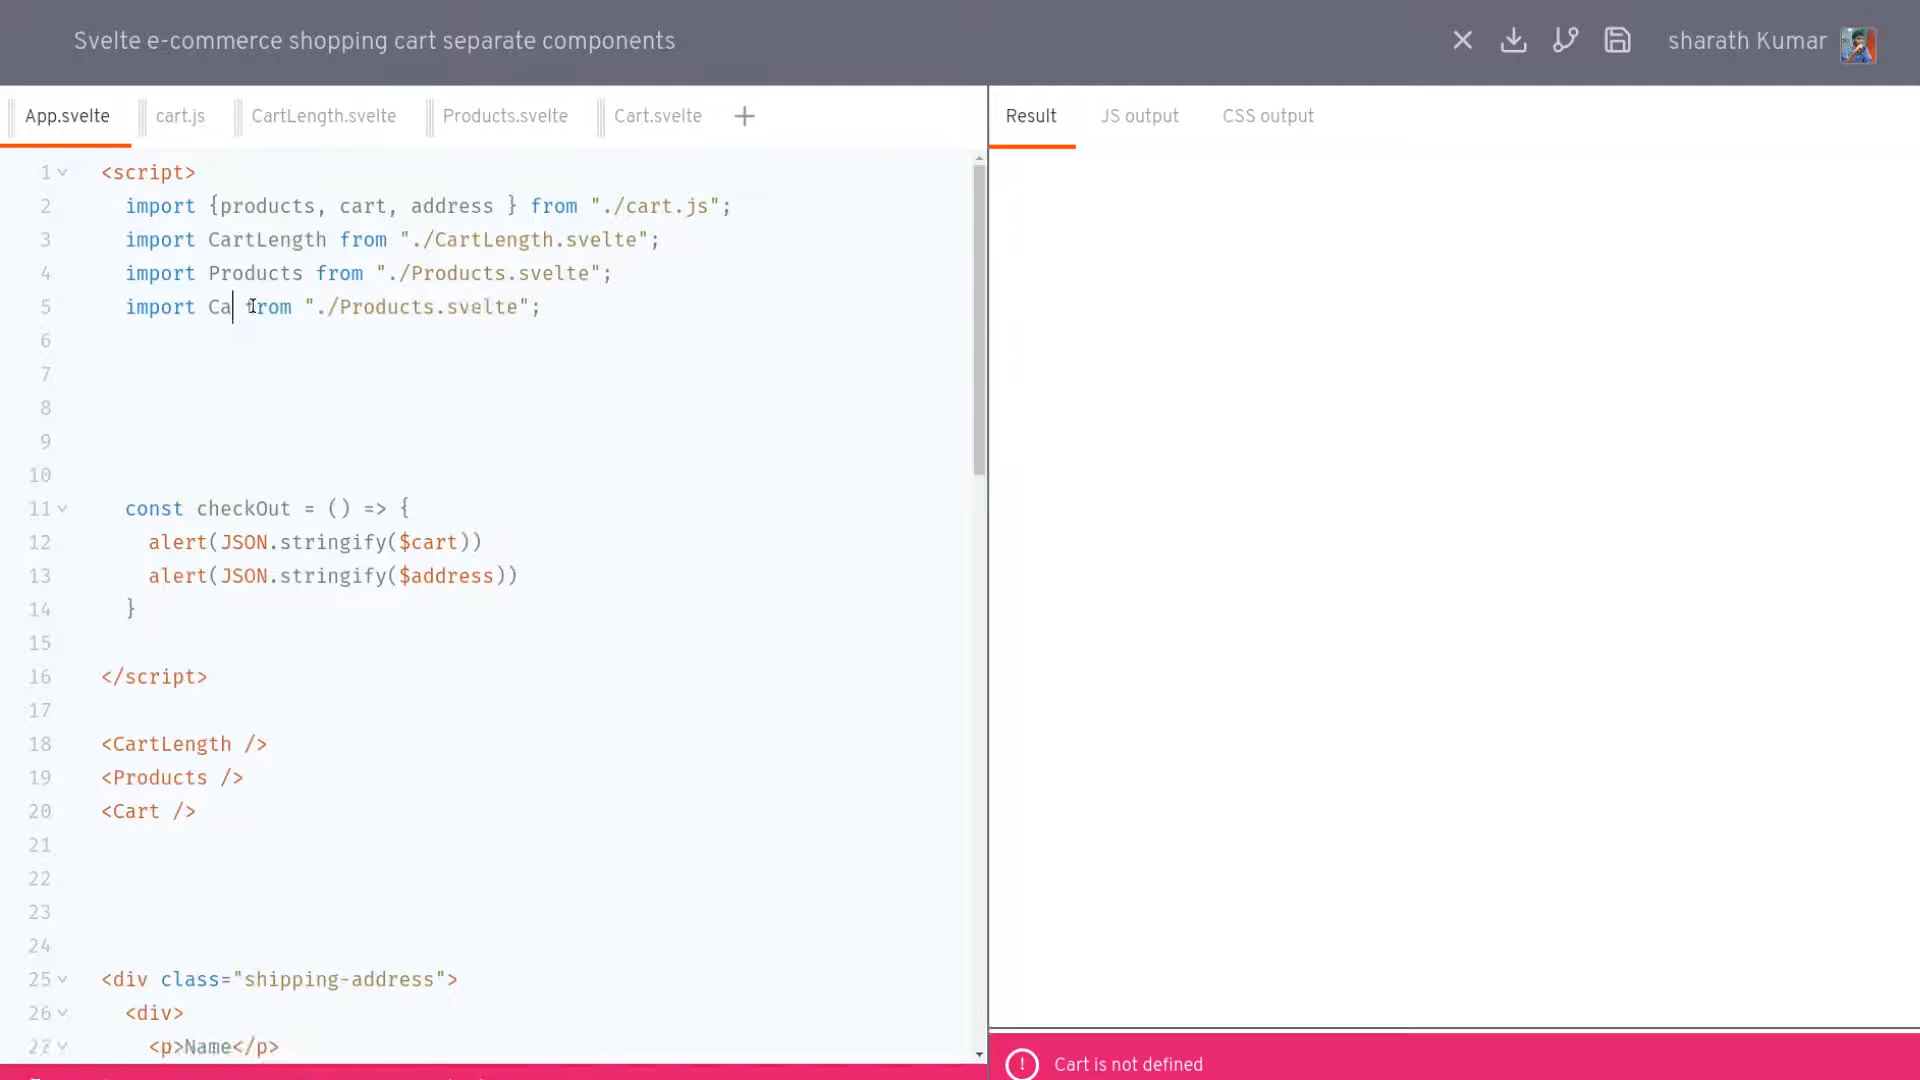 Svelte e-commerce shopping cart separate components
sharath Kumar
App.svelte
cart.js
CartLength.svelte
Products.svelte
Cart.svelte
Result
JS output
CSS output
1 <script>
2 import {products, cart, address } from "./cart.js";
3 import CartLength from "./CartLength.svelte";
4 import Products from "./Products.svelte";
5 import Ca from "./Products.svelte";
6
7
8
9
10
11 const checkOut = () => {
12 alert(JSON.stringify($cart))
13 alert(JSON.stringify($address))
14 }
15
16 </script>
17
18 <CartLength />
19 <Products />
20 <Cart />
21
22
23
24
25 <div class="shipping-address">
26 <div>
27 <p>Name</p>
Cart is not defined